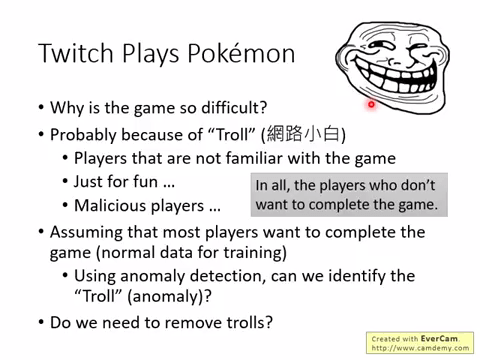 Twitch Plays Pokémon
• Why is the game so difficult?
• Probably because of “Troll” (網路小白)
• Players that are not familiar with the game
• Just for fun …
• Malicious players …
In all, the players who don’t
want to complete the game.
• Assuming that most players want to complete the
game (normal data for training)
• Using anomaly detection, can we identify the
“Troll” (anomaly)?
• Do we need to remove trolls?
Created with EverCam.
http://www.camdemy.com